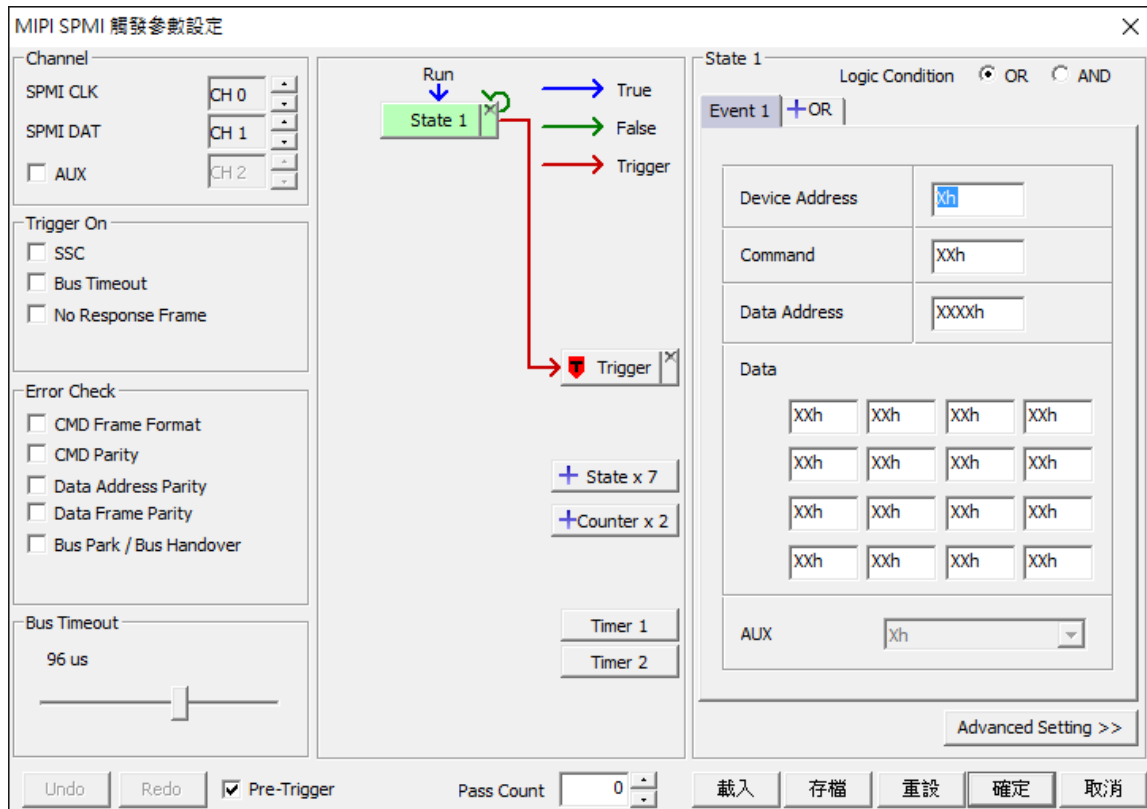 MIPI SPMI 觸發參數設定
Channel
SPMI CLK
CH 0
SPMI DAT
CH 1
AUX
CH 2
Trigger On
SSC
Bus Timeout
No Response Frame
Error Check
CMD Frame Format
CMD Parity
Data Address Parity
Data Frame Parity
Bus Park / Bus Handover
Bus Timeout
96 us
Run
State 1
True
False
Trigger
T Trigger
State x 7
+Counter x 2
Timer 1
Timer 2
State 1
Logic Condition OR AND
Event 1 +OR
Device Address Xh
Command XXh
Data Address XXXXh
Data
XXh XXh XXh XXh
XXh XXh XXh XXh
XXh XXh XXh XXh
XXh XXh XXh XXh
AUX Xh
Advanced Setting >>
Undo Redo Pre-Trigger Pass Count 0 載入 存檔 重設 確定 取消